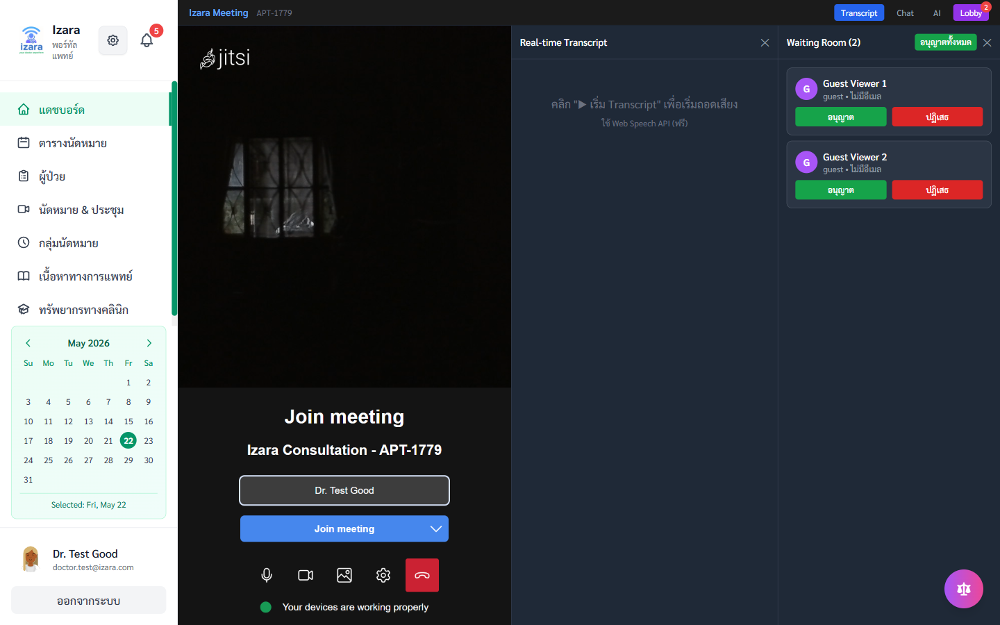 Izara
พอร์ทัล
แพทย์
izara
5
แดชบอร์ด
ตารางนัดหมาย
ผู้ป่วย
นัดหมาย & ประชุม
กลุ่มนัดหมาย
เนื้อหาทางการแพทย์
ทรัพยากรทางคลินิก
May 2026
Su Mo Tu We Th Fr Sa
1 2
3 4 5 6 7 8 9
10 11 12 13 14 15 16
17 18 19 20 21 22 23
24 25 26 27 28 29 30
31
Selected: Fri, May 22
Dr. Test Good
doctor.test@izara.com
ออกจากระบบ
Izara Meeting APT-1779
Transcript Chat AI Lobby 2
jitsi
Join meeting
Izara Consultation - APT-1779
Dr. Test Good
Join meeting
Your devices are working properly
Real-time Transcript
คลิก "▶ เริ่ม Transcript" เพื่อเริ่มถอดเสียง
ใช้ Web Speech API (ฟรี)
Waiting Room (2) อนุญาตทั้งหมด
G
Guest Viewer 1
guest • ไม่มีอีเมล
อนุญาต ปฏิเสธ
G
Guest Viewer 2
guest • ไม่มีอีเมล
อนุญาต ปฏิเสธ